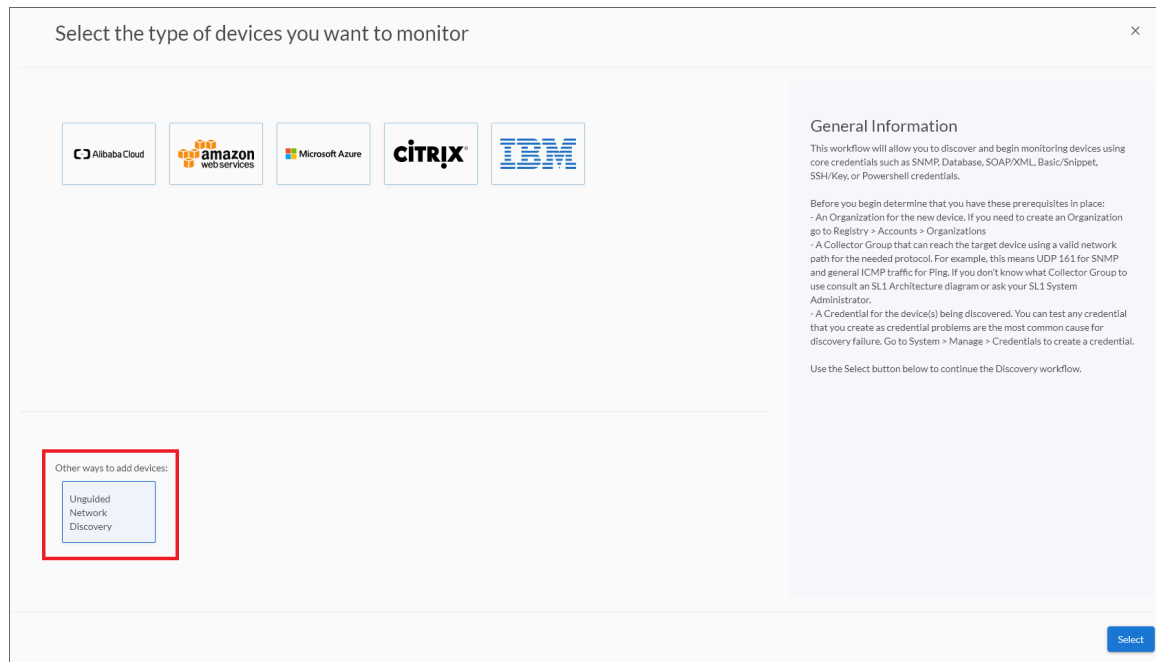 Select the type of devices you want to monitor
×
Alibaba Cloud
amazon
web services
Microsoft Azure
CİTRIX
IBM
General Information
This workflow will allow you to discover and begin monitoring devices using
core credentials such as SNMP, Database, SOAP/XML, Basic/Snippet,
SSH/Key, or Powershell credentials.
Before you begin determine that you have these prerequisites in place:
- An Organization for the new device. If you need to create an Organization
go to Registry > Accounts > Organizations
- A Collector Group that can reach the target device using a valid network
path for the needed protocol. For example, this means UDP 161 for SNMP
and general ICMP traffic for Ping. If you don't know what Collector Group to
use consult an SL1 Architecture diagram or ask your SL1 System
Administrator.
- A Credential for the device(s) being discovered. You can test any credential
that you create as credential problems are the most common cause for
discovery failure. Go to System > Manage > Credentials to create a credential.
Use the Select button below to continue the Discovery workflow.
Other ways to add devices:
Unguided
Network
Discovery
Select